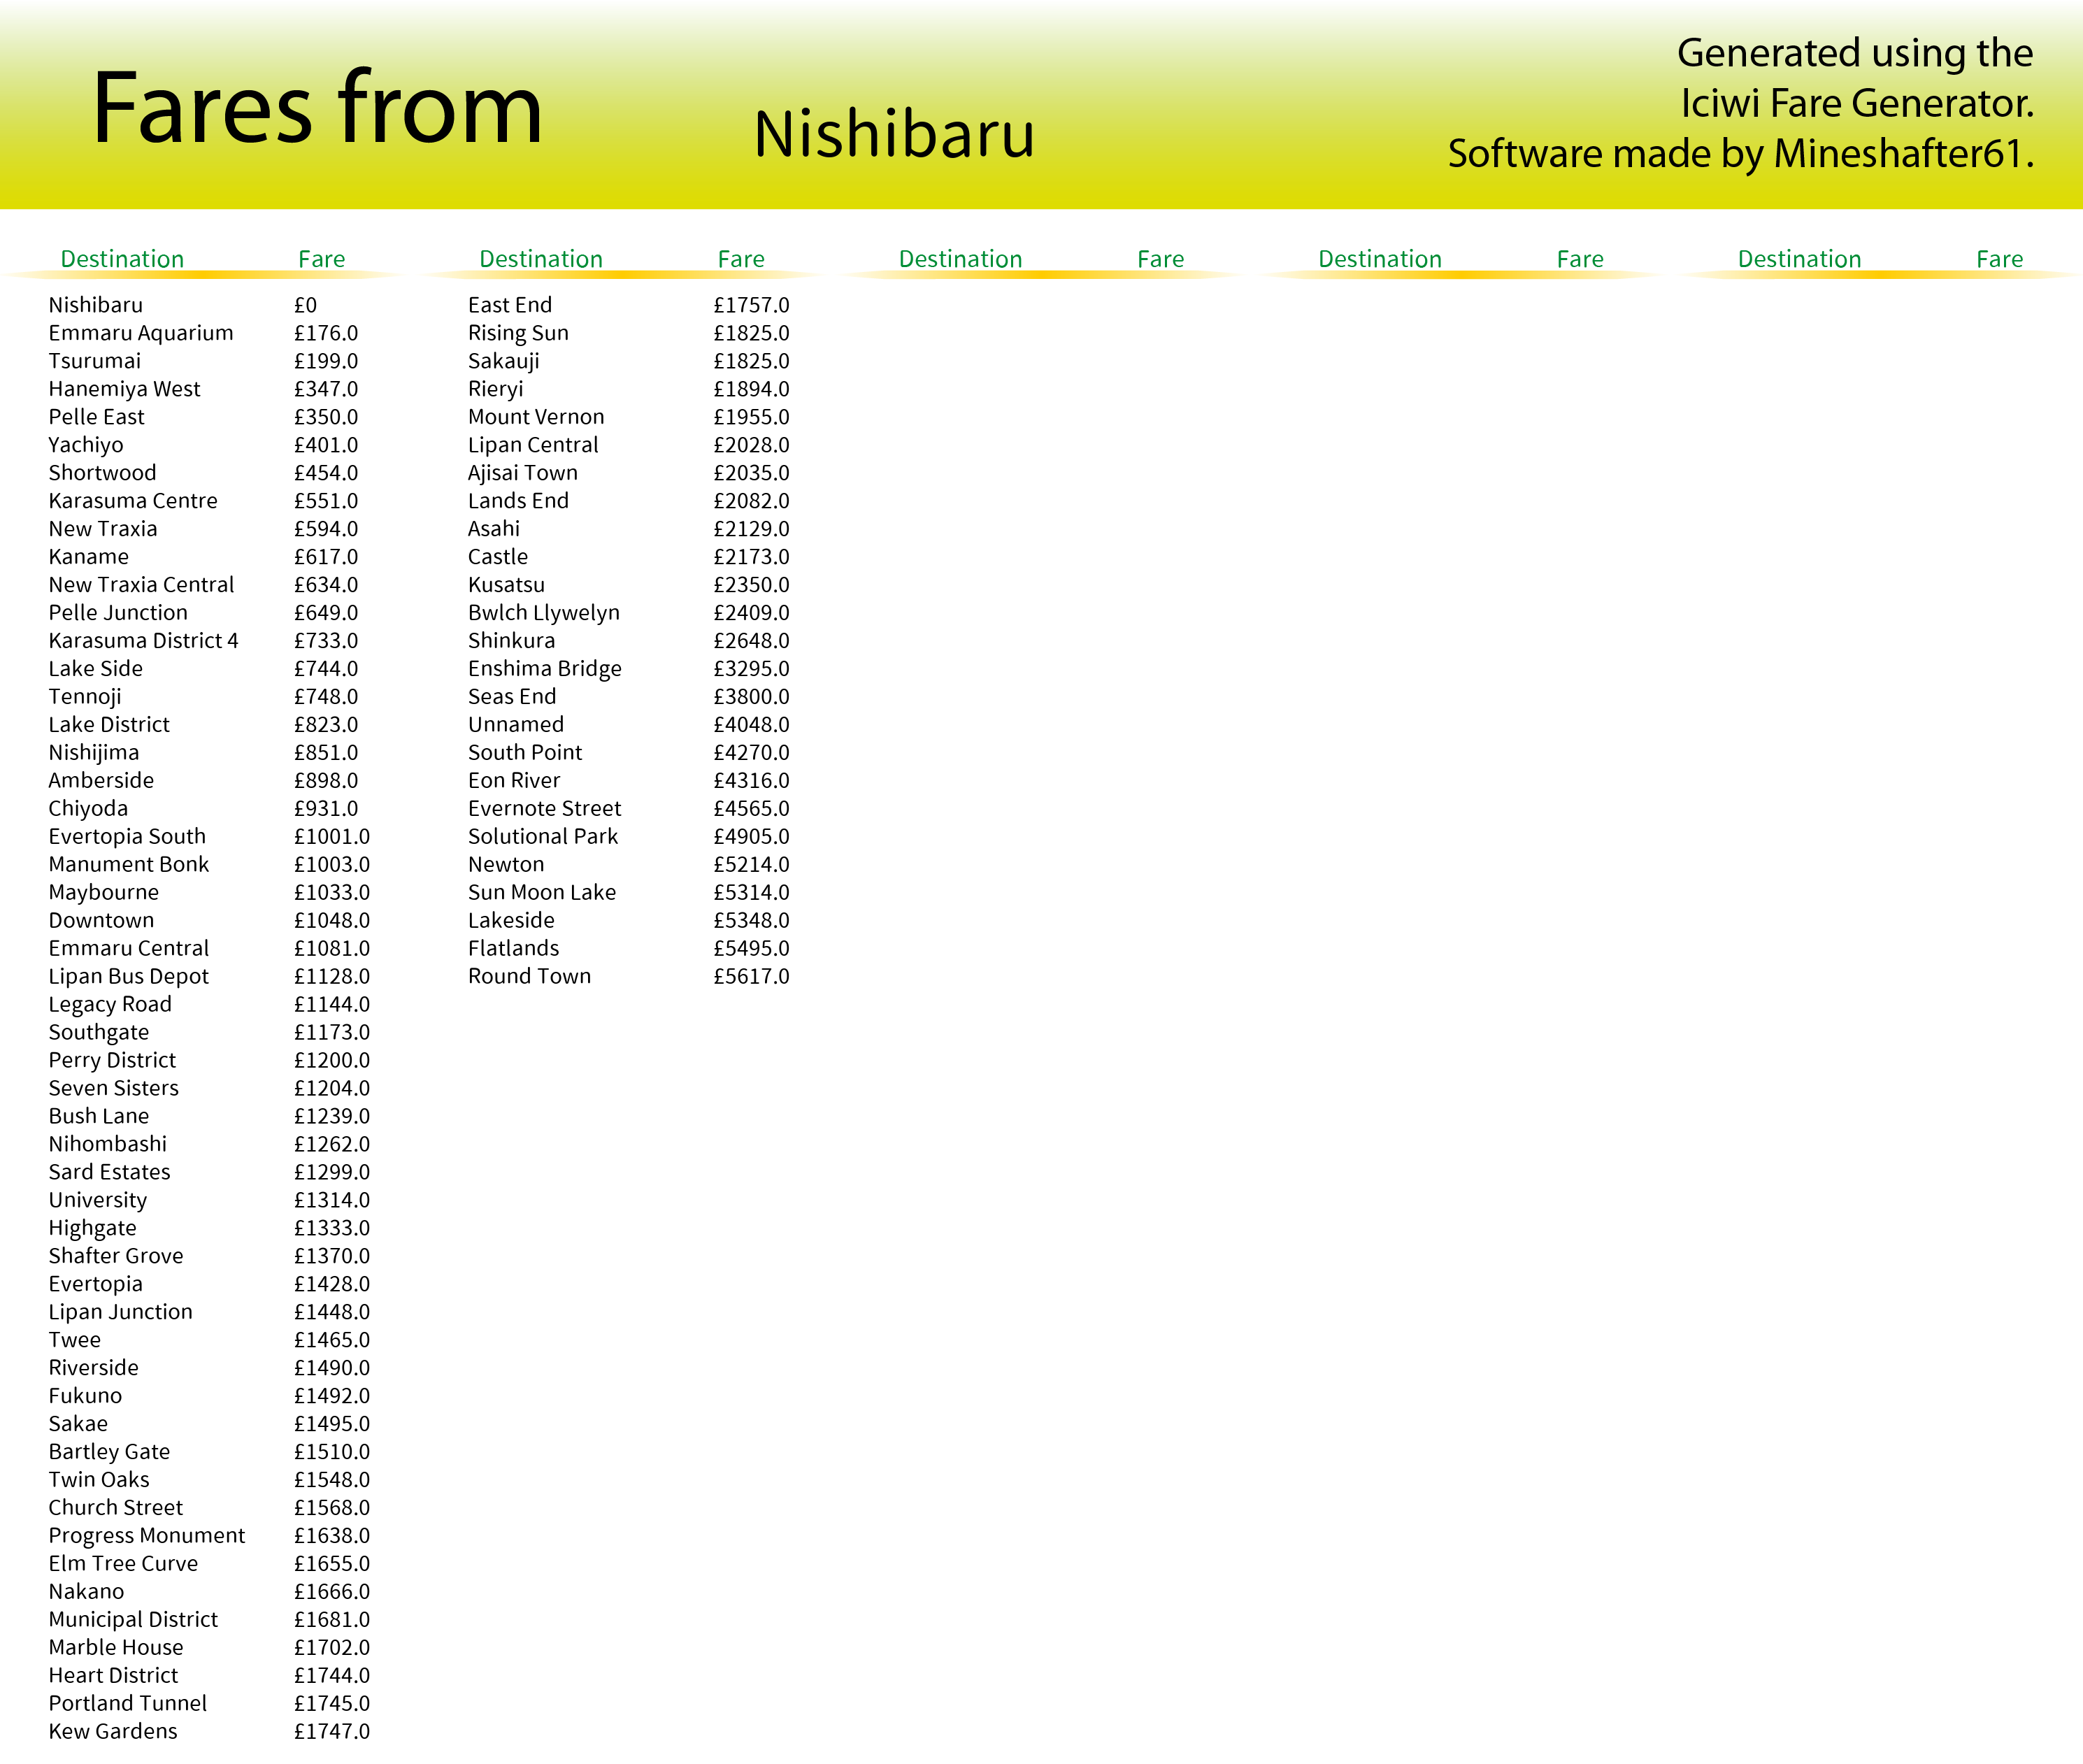 Fares from
Nishibaru
Generated using the
Iciwi Fare Generator.
Software made by Mineshafter61.
Destination Fare Destination Fare Destination Fare Destination Fare Destination Fare
Nishibaru £0
Emmaru Aquarium £176.0
Tsurumai £199.0
Hanemiya West £347.0
Pelle East £350.0
Yachiyo £401.0
Shortwood £454.0
Karasuma Centre £551.0
New Traxia £594.0
Kaname £617.0
New Traxia Central £634.0
Pelle Junction £649.0
Karasuma District 4 £733.0
Lake Side £744.0
Tennoji £748.0
Lake District £823.0
Nishijima £851.0
Amberside £898.0
Chiyoda £931.0
Evertopia South £1001.0
Manument Bonk £1003.0
Maybourne £1033.0
Downtown £1048.0
Emmaru Central £1081.0
Lipan Bus Depot £1128.0
Legacy Road £1144.0
Southgate £1173.0
Perry District £1200.0
Seven Sisters £1204.0
Bush Lane £1239.0
Nihombashi £1262.0
Sard Estates £1299.0
University £1314.0
Highgate £1333.0
Shafter Grove £1370.0
Evertopia £1428.0
Lipan Junction £1448.0
Twee £1465.0
Riverside £1490.0
Fukuno £1492.0
Sakae £1495.0
Bartley Gate £1510.0
Twin Oaks £1548.0
Church Street £1568.0
Progress Monument £1638.0
Elm Tree Curve £1655.0
Nakano £1666.0
Municipal District £1681.0
Marble House £1702.0
Heart District £1744.0
Portland Tunnel £1745.0
Kew Gardens £1747.0
East End £1757.0
Rising Sun £1825.0
Sakauji £1825.0
Rieryi £1894.0
Mount Vernon £1955.0
Lipan Central £2028.0
Ajisai Town £2035.0
Lands End £2082.0
Asahi £2129.0
Castle £2173.0
Kusatsu £2350.0
Bwlch Llywelyn £2409.0
Shinkura £2648.0
Enshima Bridge £3295.0
Seas End £3800.0
Unnamed £4048.0
South Point £4270.0
Eon River £4316.0
Evernote Street £4565.0
Solutional Park £4905.0
Newton £5214.0
Sun Moon Lake £5314.0
Lakeside £5348.0
Flatlands £5495.0
Round Town £5617.0